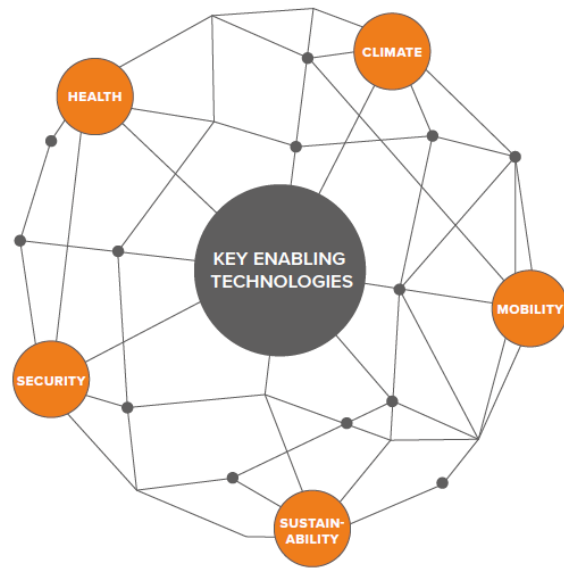 CLIMATE
HEALTH
KEY ENABLING
TECHNOLOGIES
MOBILITY
SECURITY
SUSTAIN-
ABILITY